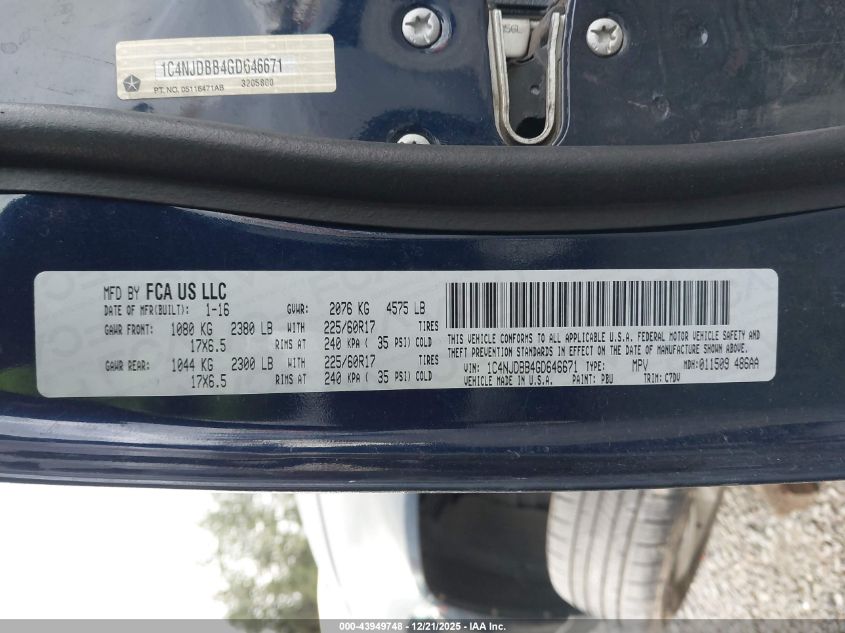 1C4NJDBB4GD646671
PT. NO. 05116471AB 3205860
MFD BY FCA US LLC
DATE OF MFR(BUILT): 1-16 GVWR: 2076 KG 4575 LB
GAWR FRONT: 1080 KG 2380 LB WITH 225/60R17 TIRES
17X6.5 RIMS AT 240 KPA ( 35 PSI) COLD
GAWR REAR: 1044 KG 2300 LB WITH 225/60R17 TIRES
17X6.5 RIMS AT 240 KPA ( 35 PSI) COLD
THIS VEHICLE CONFORMS TO ALL APPLICABLE U.S.A. FEDERAL MOTOR VEHICLE SAFETY AND
THEFT PREVENTION STANDARDS IN EFFECT ON THE DATE OF MANUFACTURE SHOWN ABOVE.
VIN: 1C4NJDBB4GD646671 TYPE: MPV MDH:011509 486AA
VEHICLE MADE IN U.S.A. PAINT: PBU TRIM: C7DV
000-43949748 - 12/21/2025 - IAA Inc.